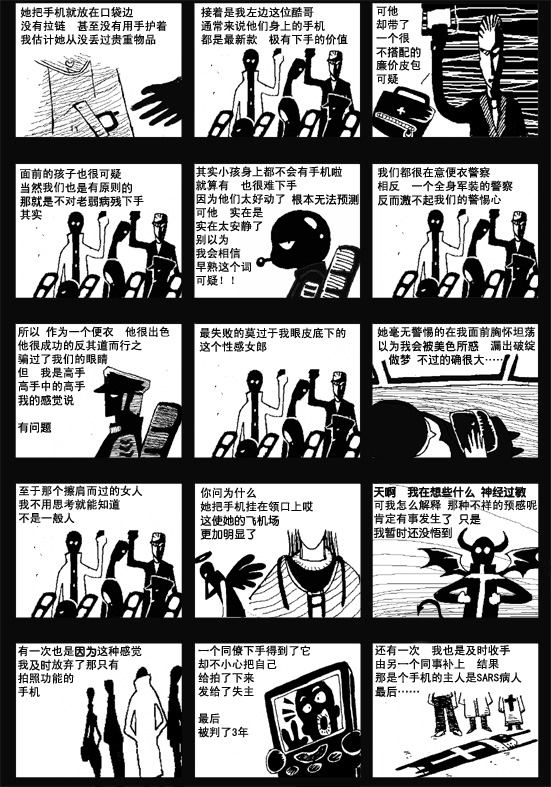 她把手机就放在口袋边
没有拉链 甚至没有用手护着
我估计她从没丢过贵重物品
接着是我左边这位酷哥
通常来说他们身上的手机
都是最新款 极有下手的价值
可他
却带了
一个很
不搭配的
廉价皮包
可疑
面前的孩子也很可疑
当然我们也是有原则的
那就是不对老弱病残下手
其实
其实小孩身上都不会有手机啦
就算有 也很难下手
因为他们太好动了 根本无法预测
可他 实在是
实在太安静了
别以为
我会相信
早熟这个词
可疑！！
我们都很在意便衣警察
相反 一个全身军装的警察
反而激不起我们的警惕心
所以 作为一个便衣 他很出色
他很成功的反其道而行之
骗过了我们的眼睛
但 我是高手
高手中的高手
我的感觉说
有问题
最失败的莫过于我眼皮底下的
这个性感女郎
她毫无警惕的在我面前胸怀坦荡
以为我会被美色所惑 漏出破绽
做梦 不过的确很大……
至于那个擦肩而过的女人
我不用思考就能知道
不是一般人
你问为什么
她把手机挂在领口上哎
这使她的飞机场
更加明显了
天啊 我在想些什么 神经过敏
可我怎么解释 那种不祥的预感呢
肯定有事发生了 只是
我暂时还没悟到
有一次也是因为这种感觉
我及时放弃了那只有
拍照功能的
手机
一个同僚下手得到了它
却不小心把自己
给拍了下来
发给了失主
最后
被判了3年
还有一次 我也是及时收手
由另一个同事补上 结果
那是个手机的主人是SARS病人
最后……